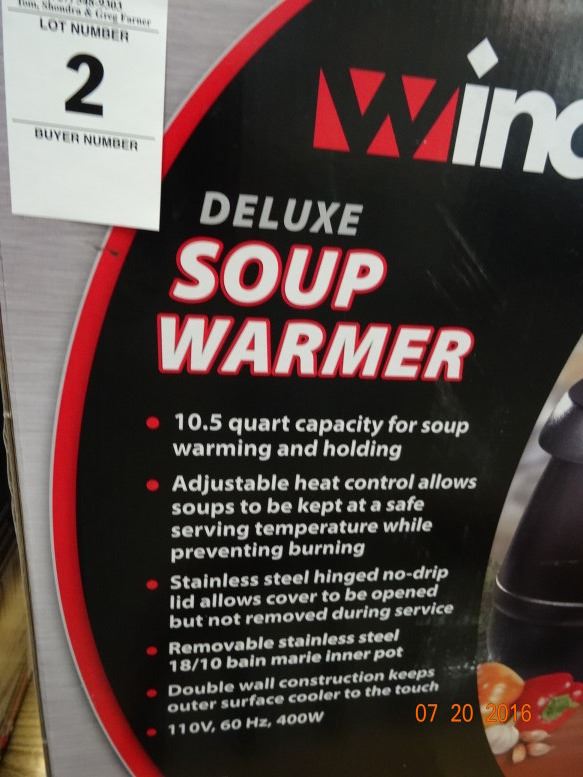 Tom, Shondra & Greg Farner
LOT NUMBER
2
BUYER NUMBER
Winc
DELUXE
SOUP
WARMER
• 10.5 quart capacity for soup
warming and holding
• Adjustable heat control allows
soups to be kept at a safe
serving temperature while
preventing burning
• Stainless steel hinged no-drip
lid allows cover to be opened
but not removed during service
• Removable stainless steel
18/10 bain marie inner pot
• Double wall construction keeps
outer surface cooler to the touch
• 110V, 60 Hz, 400W
07 20 2016